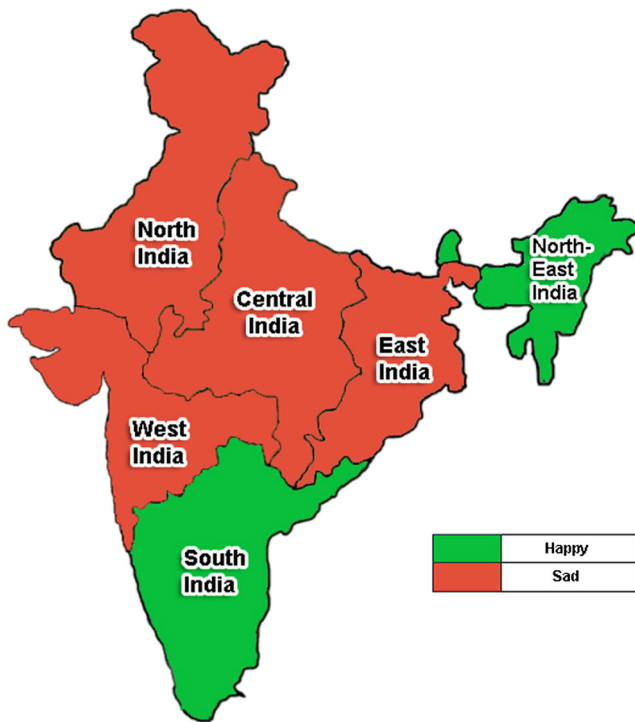 North
India
North-
East
India
Central
India
East
India
West
India
South
India
Happy
Sad